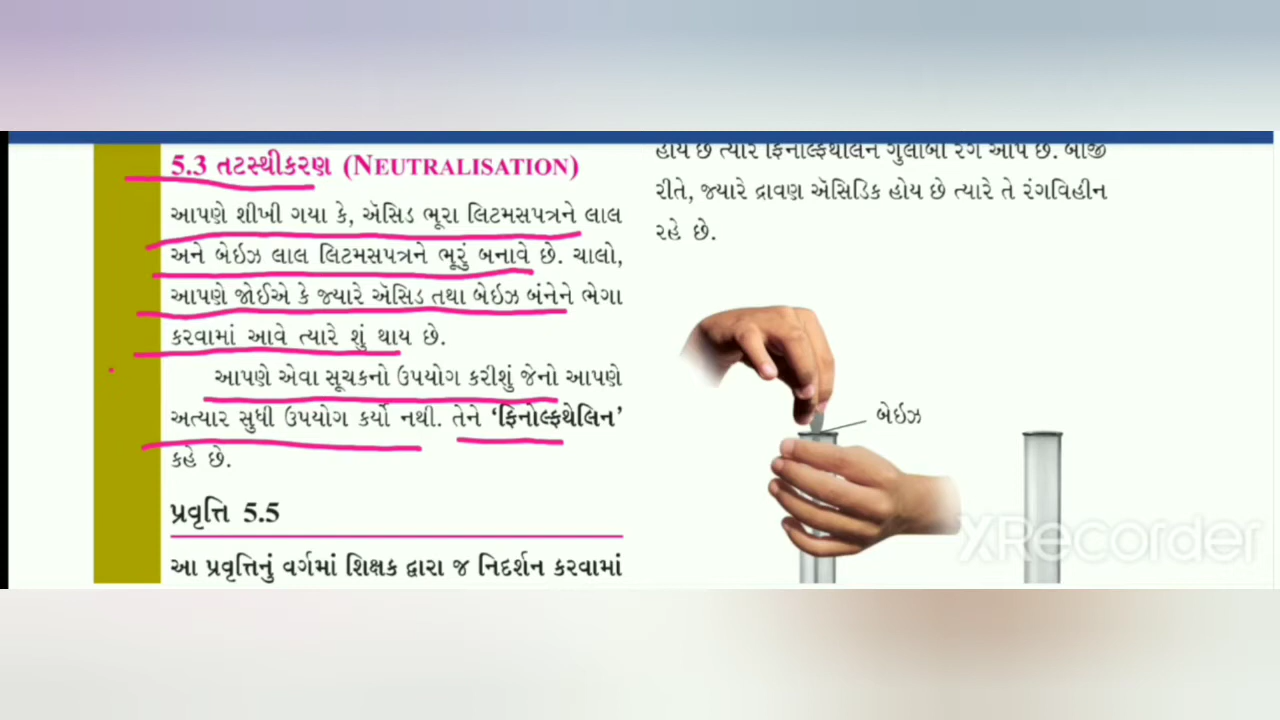 5.3 તટસ્થીકરણ (NEUTRALISATION)
આપણે શીખી ગયા કે, ઍસિડ ભૂરા લિટમસપત્રને લાલ
અને બેઇઝ લાલ લિટમસપત્રને ભૂરું બનાવે છે. ચાલો,
આપણે જોઈએ કે જ્યારે ઍસિડ તથા બેઇઝ બંનેને ભેગા
કરવામાં આવે ત્યારે શું થાય છે.
આપણે એવા સૂચકનો ઉપયોગ કરીશું જેનો આપણે
અત્યાર સુધી ઉપયોગ કર્યો નથી. તેને ‘ફિનોલ્ફથેલિન’
કહે છે.
પ્રવૃત્તિ 5.5
આ પ્રવૃત્તિનું વર્ગમાં શિક્ષક દ્વારા જ નિદર્શન કરવામાં
હોય છે ત્યારે ફિનોલ્ફથેલિન ગુલાબી રંગ આપે છે. બીજી
રીતે, જ્યારે દ્રાવણ ઍસિડિક હોય છે ત્યારે તે રંગવિહીન
રહે છે.
બેઇઝ
XRecorder